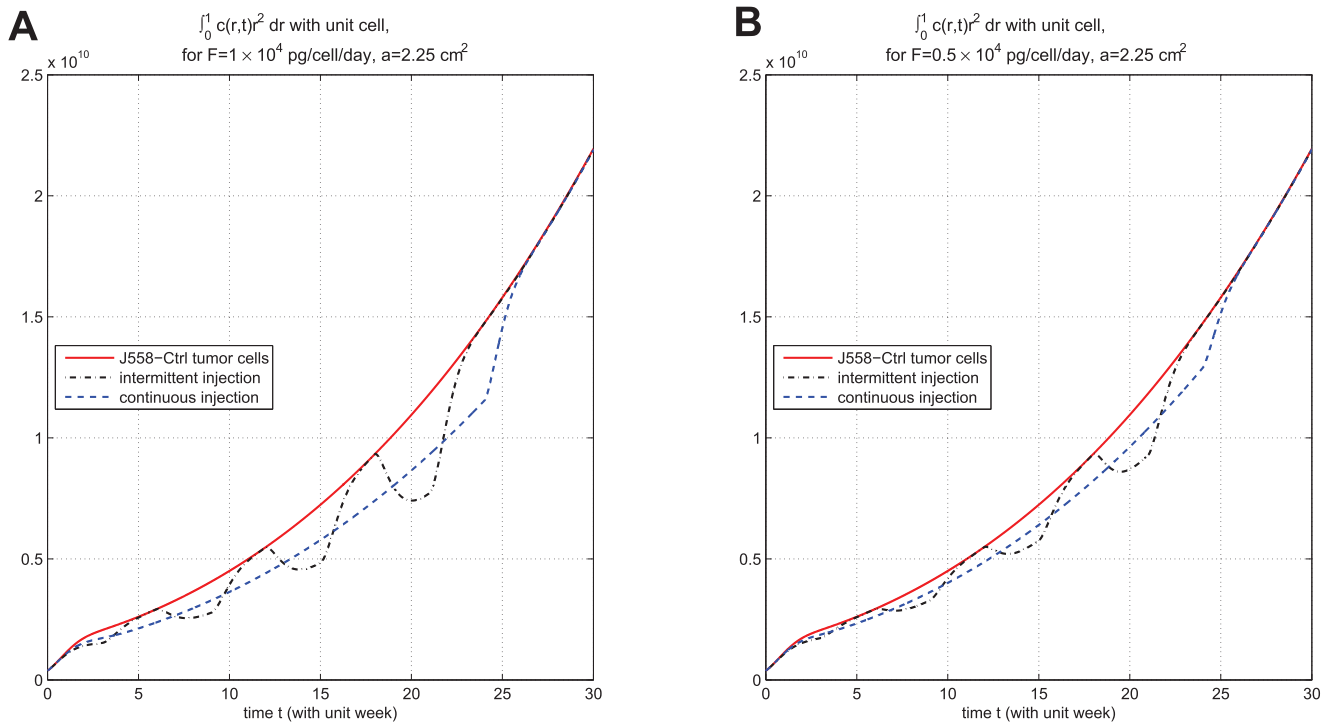 A
∫₀¹ c(r,t)r² dr with unit cell,
for F=1 × 10⁴ pg/cell/day, a=2.25 cm²
x 10¹⁰
2.5
2
1.5
1
0.5
0
J558−Ctrl tumor cells
intermittent injection
continuous injection
0 5 10 15 20 25 30
time t (with unit week)
B
∫₀¹ c(r,t)r² dr with unit cell,
for F=0.5 × 10⁴ pg/cell/day, a=2.25 cm²
x 10¹⁰
2.5
2
1.5
1
0.5
0
J558−Ctrl tumor cells
intermittent injection
continuous injection
0 5 10 15 20 25 30
time t (with unit week)